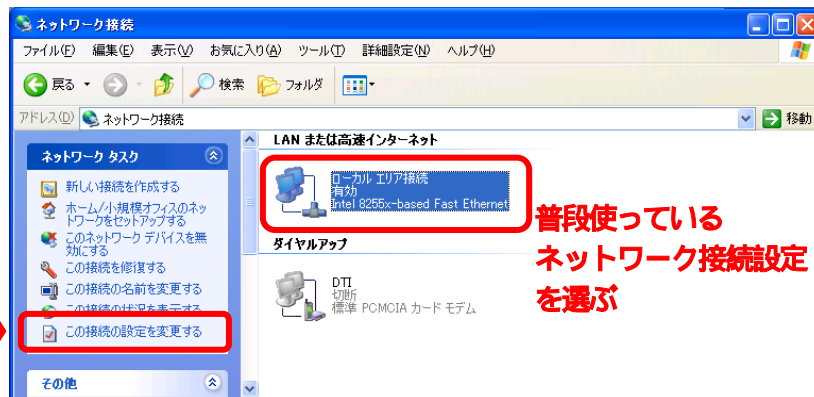 ネットワーク接続
ファイル(F) 編集(E) 表示(V) お気に入り(A) ツール(T) 詳細設定(N) ヘルプ(H)
戻る 検索 フォルダ
アドレス(D) ネットワーク接続 移動
ネットワーク タスク
新しい接続を作成する
ホーム/小規模オフィスのネッ
トワークをセットアップする
このネットワーク デバイスを無
効にする
この接続を修復する
この接続の名前を変更する
この接続の状況を表示する
この接続の設定を変更する
その他
LAN または高速インターネット
ローカル エリア接続
有効
Intel 8255x-based Fast Ethernet
ダイヤルアップ
DTI
切断
標準 PCMCIA カード モデム
普段使っている
ネットワーク接続設定
を選ぶ